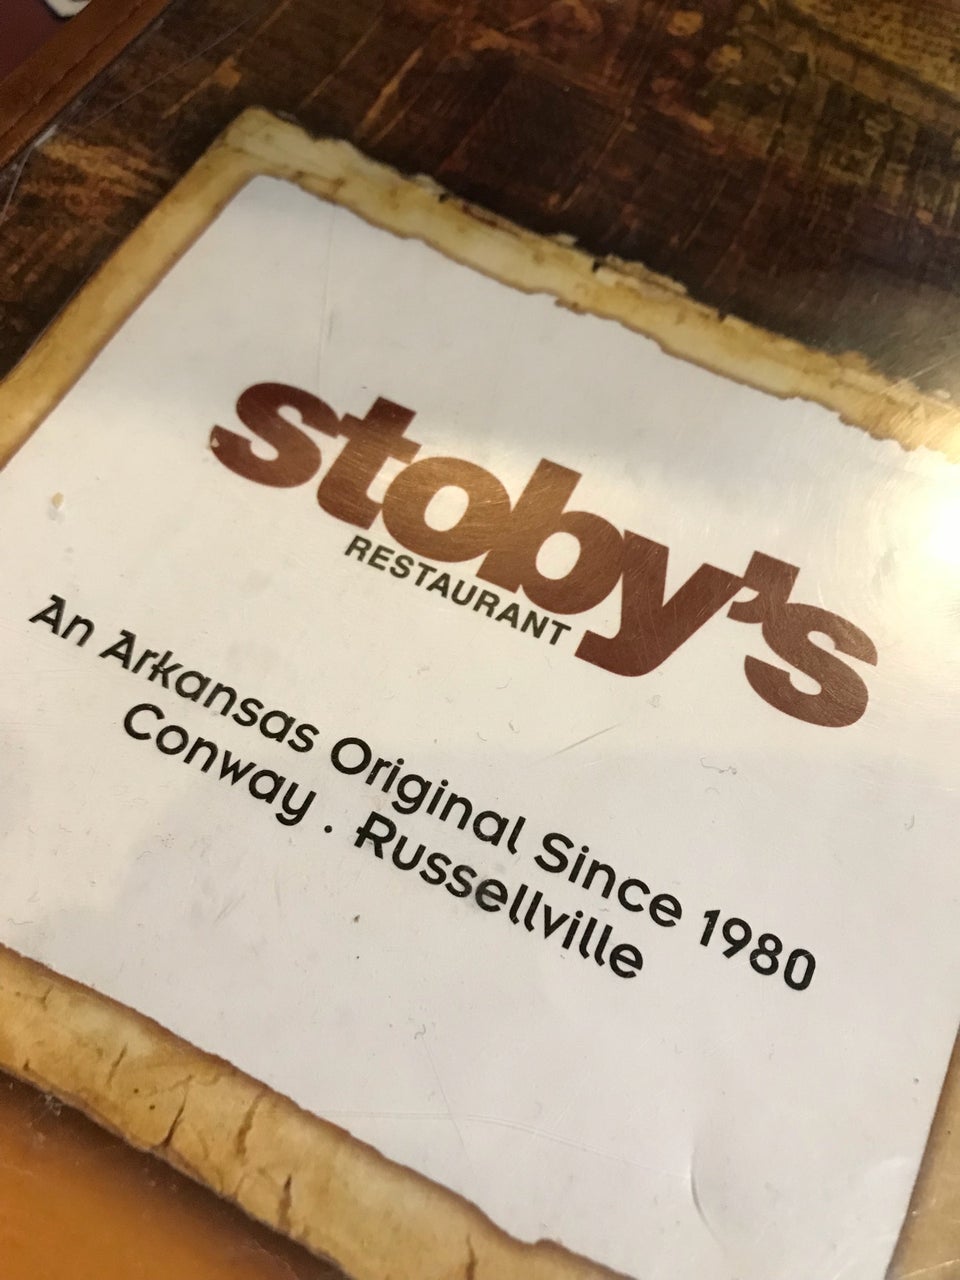 stoby's
RESTAURANT
An Arkansas Original Since 1980
Conway . Russellville